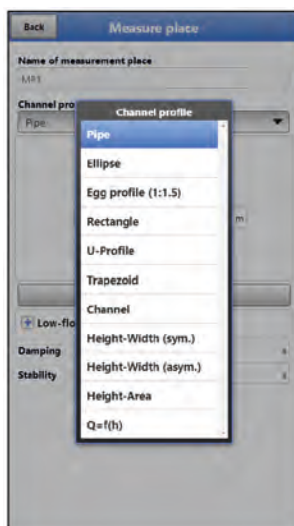 Back
Measure place
Name of measurement place
MP1
Channel pro
Pipe
Channel profile
Pipe
Ellipse
Egg profile (1:1.5)
Rectangle
U-Profile
m
Trapezoid
Channel
Low-flo
Height-Width (sym.)
Damping
s
Height-Width (asym.)
Stability
s
Height-Area
Q=f(h)